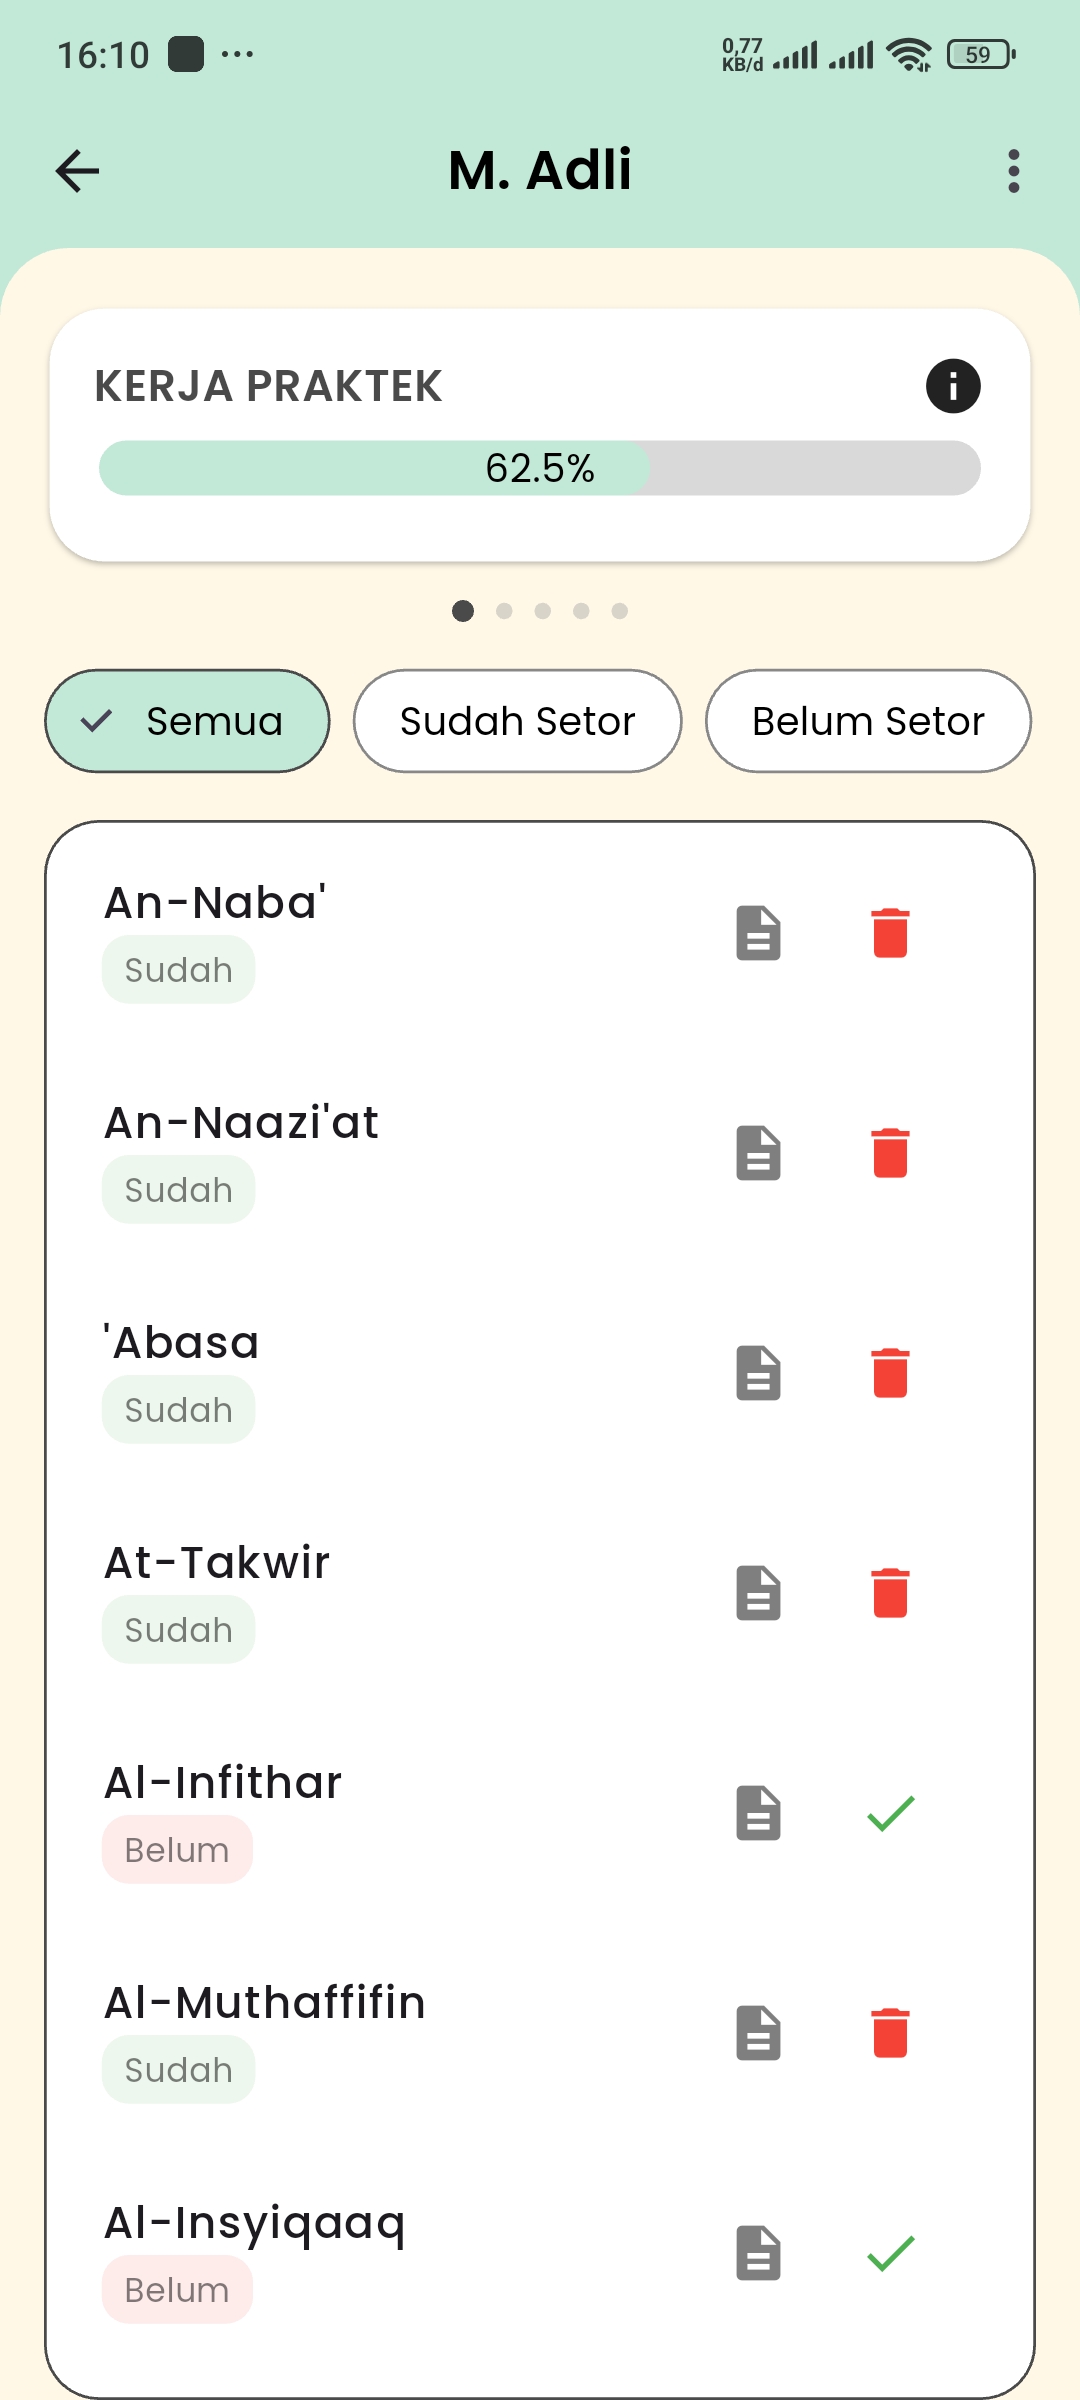 16:10
0,77
KB/d
59
M. Adli
KERJA PRAKTEK
62.5%
Semua
Sudah Setor
Belum Setor
An-Naba'
Sudah
An-Naazi'at
Sudah
'Abasa
Sudah
At-Takwir
Sudah
Al-Infithar
Belum
Al-Muthaffifin
Sudah
Al-Insyiqaaq
Belum